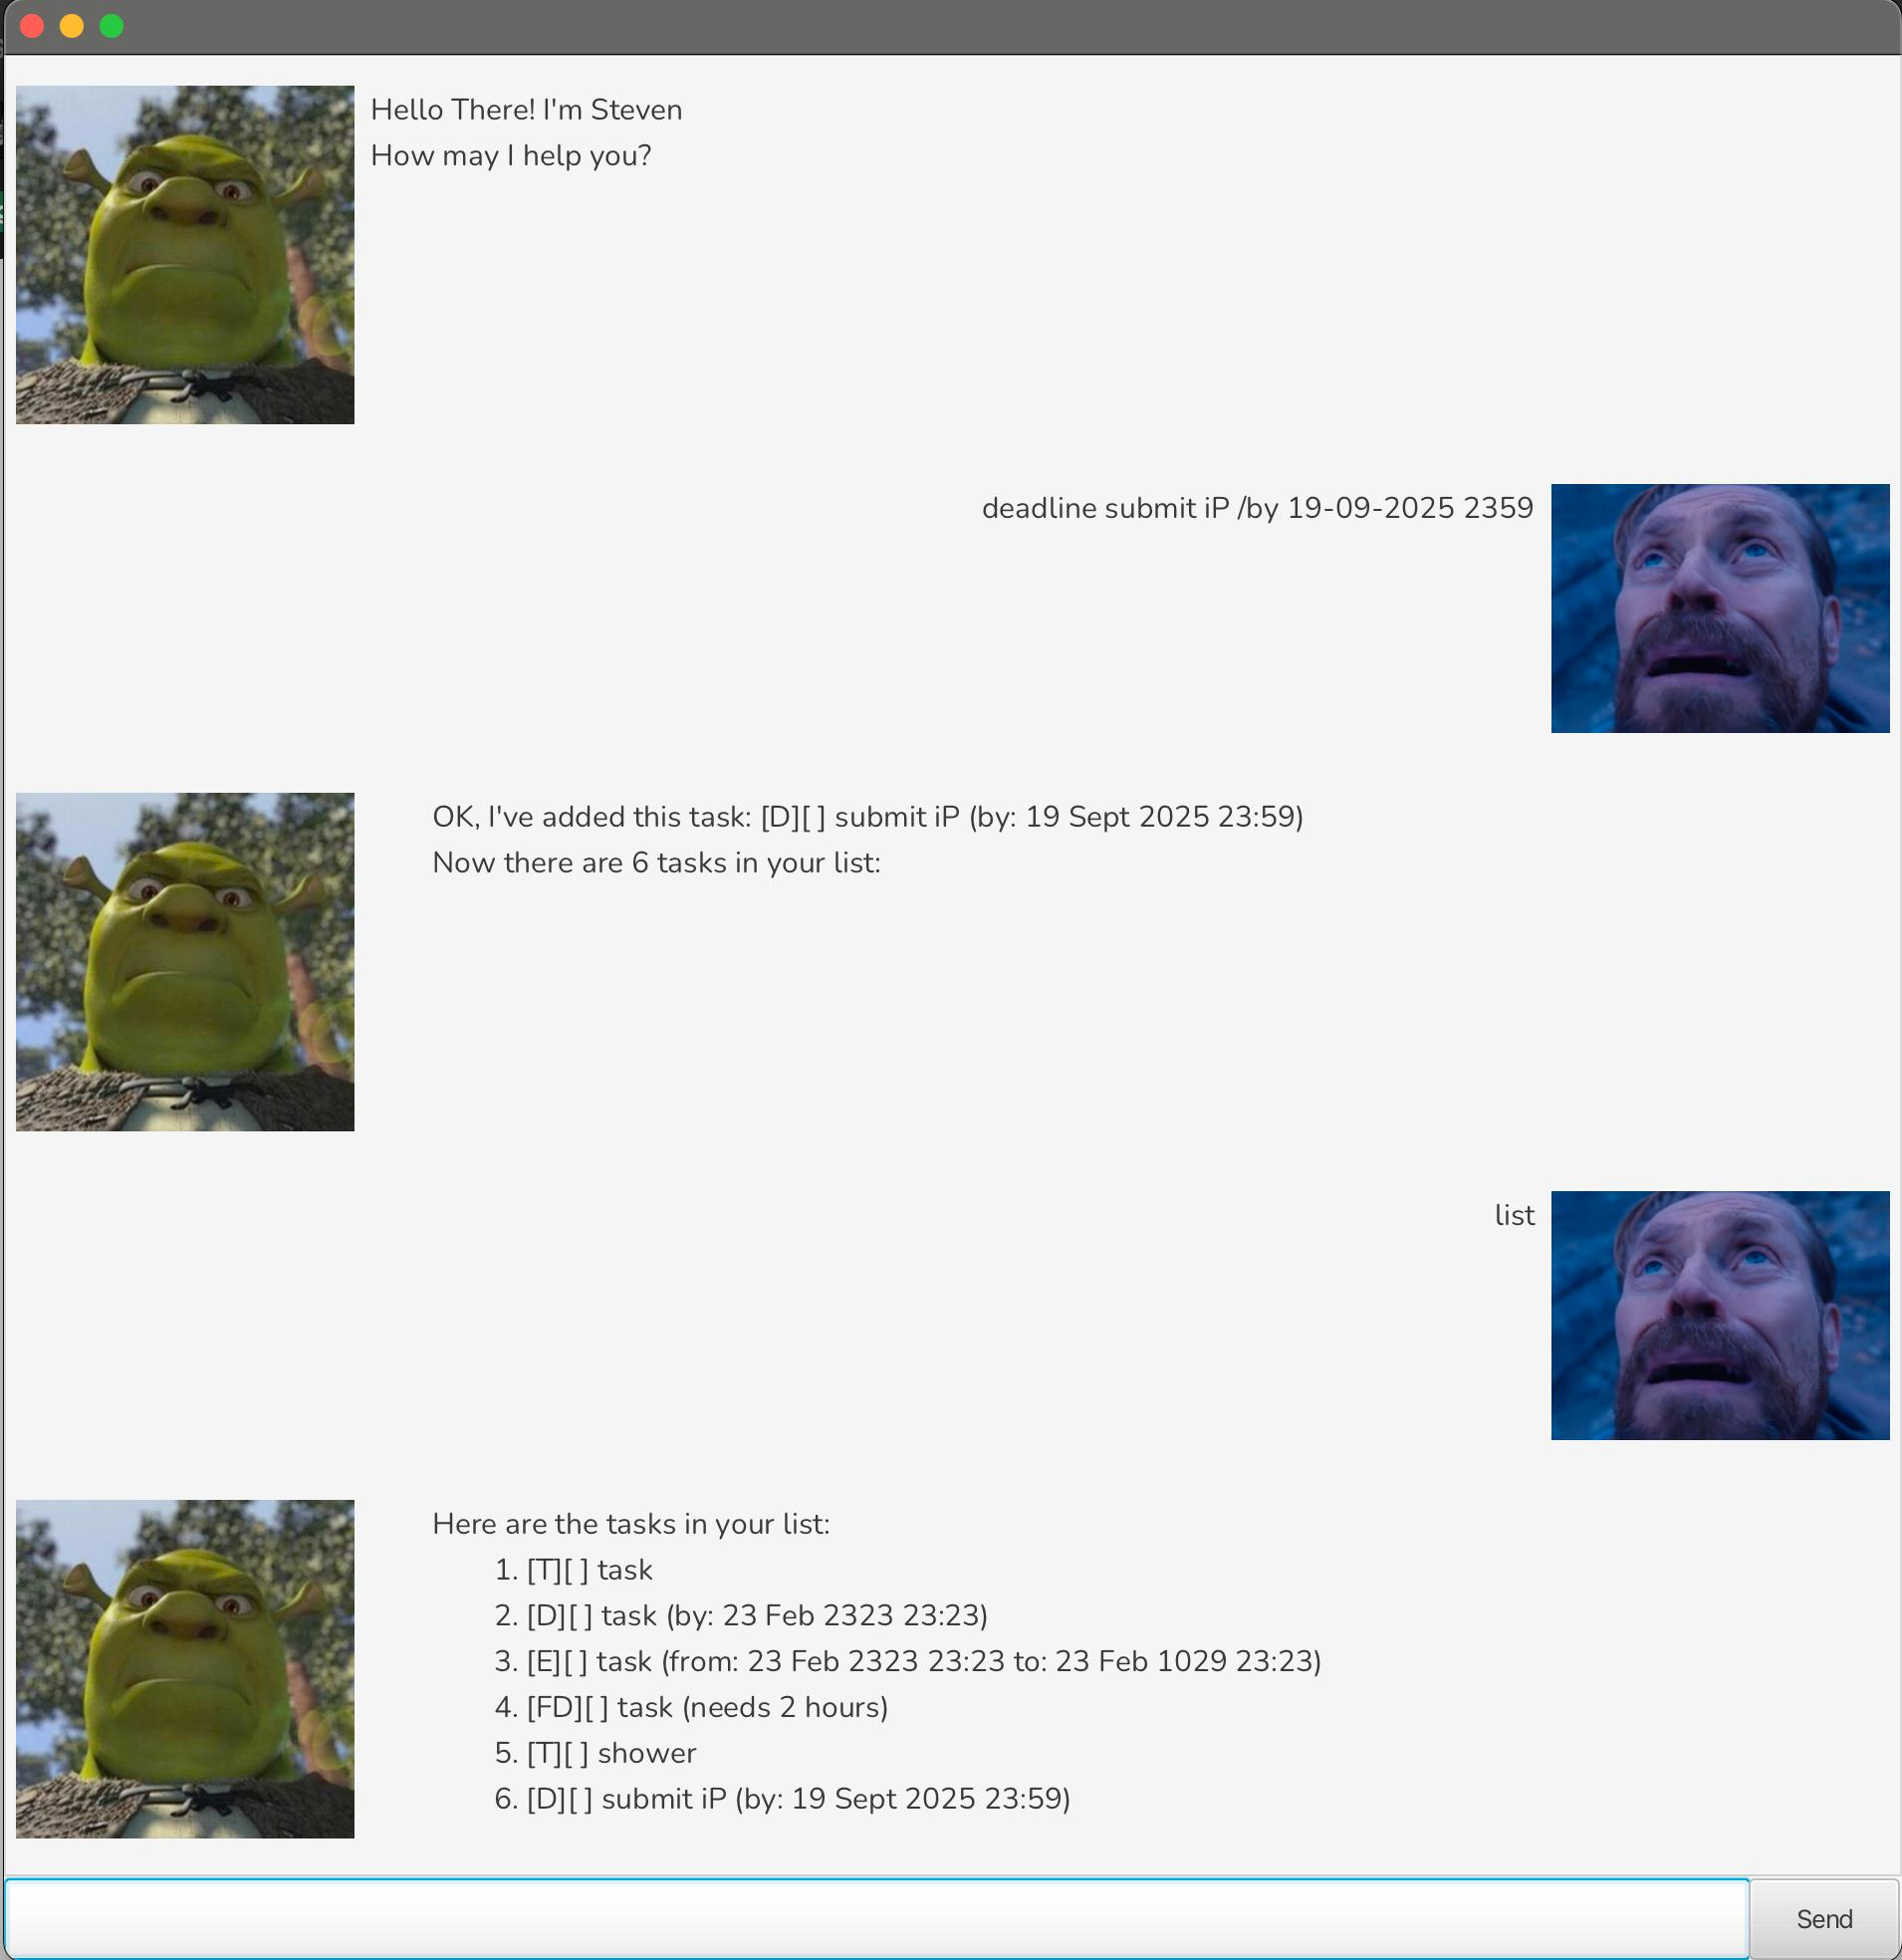 Hello There! I'm Steven
How may I help you?
deadline submit iP /by 19-09-2025 2359
OK, I've added this task: [D][ ] submit iP (by: 19 Sept 2025 23:59)
Now there are 6 tasks in your list:
list
Here are the tasks in your list:
1. [T][ ] task
2. [D][ ] task (by: 23 Feb 2323 23:23)
3. [E][ ] task (from: 23 Feb 2323 23:23 to: 23 Feb 1029 23:23)
4. [FD][ ] task (needs 2 hours)
5. [T][ ] shower
6. [D][ ] submit iP (by: 19 Sept 2025 23:59)
Send